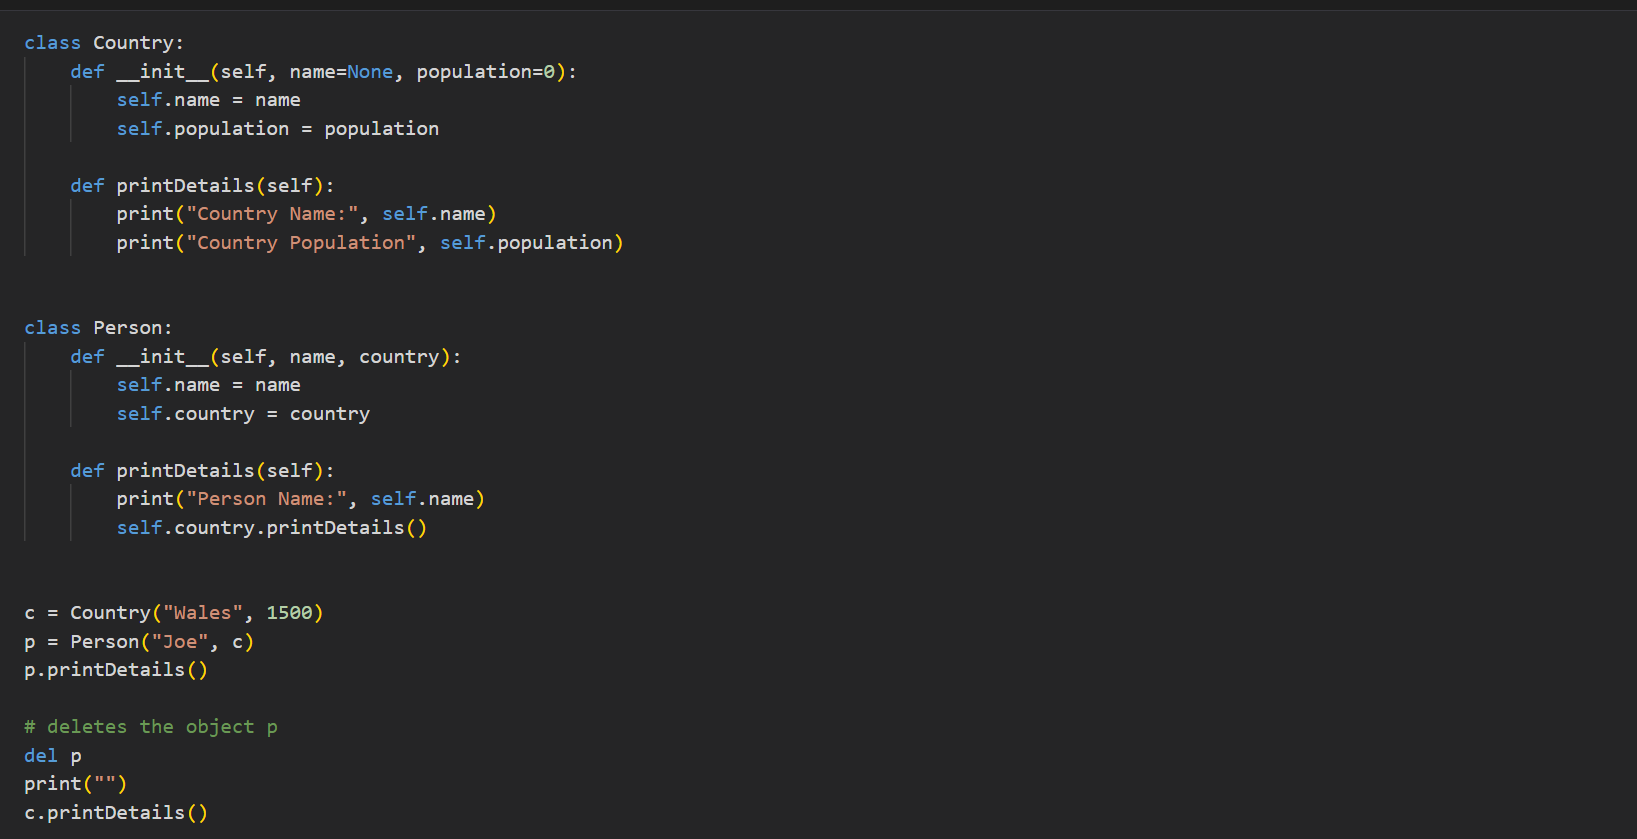 class Country:
    def __init__(self, name=None, population=0):
        self.name = name
        self.population = population
    def printDetails(self):
        print("Country Name:", self.name)
        print("Country Population", self.population)
class Person:
    def __init__(self, name, country):
        self.name = name
        self.country = country
    def printDetails(self):
        print("Person Name:", self.name)
        self.country.printDetails()
c = Country("Wales", 1500)
p = Person("Joe", c)
p.printDetails()
# deletes the object p
del p
print("")
c.printDetails()